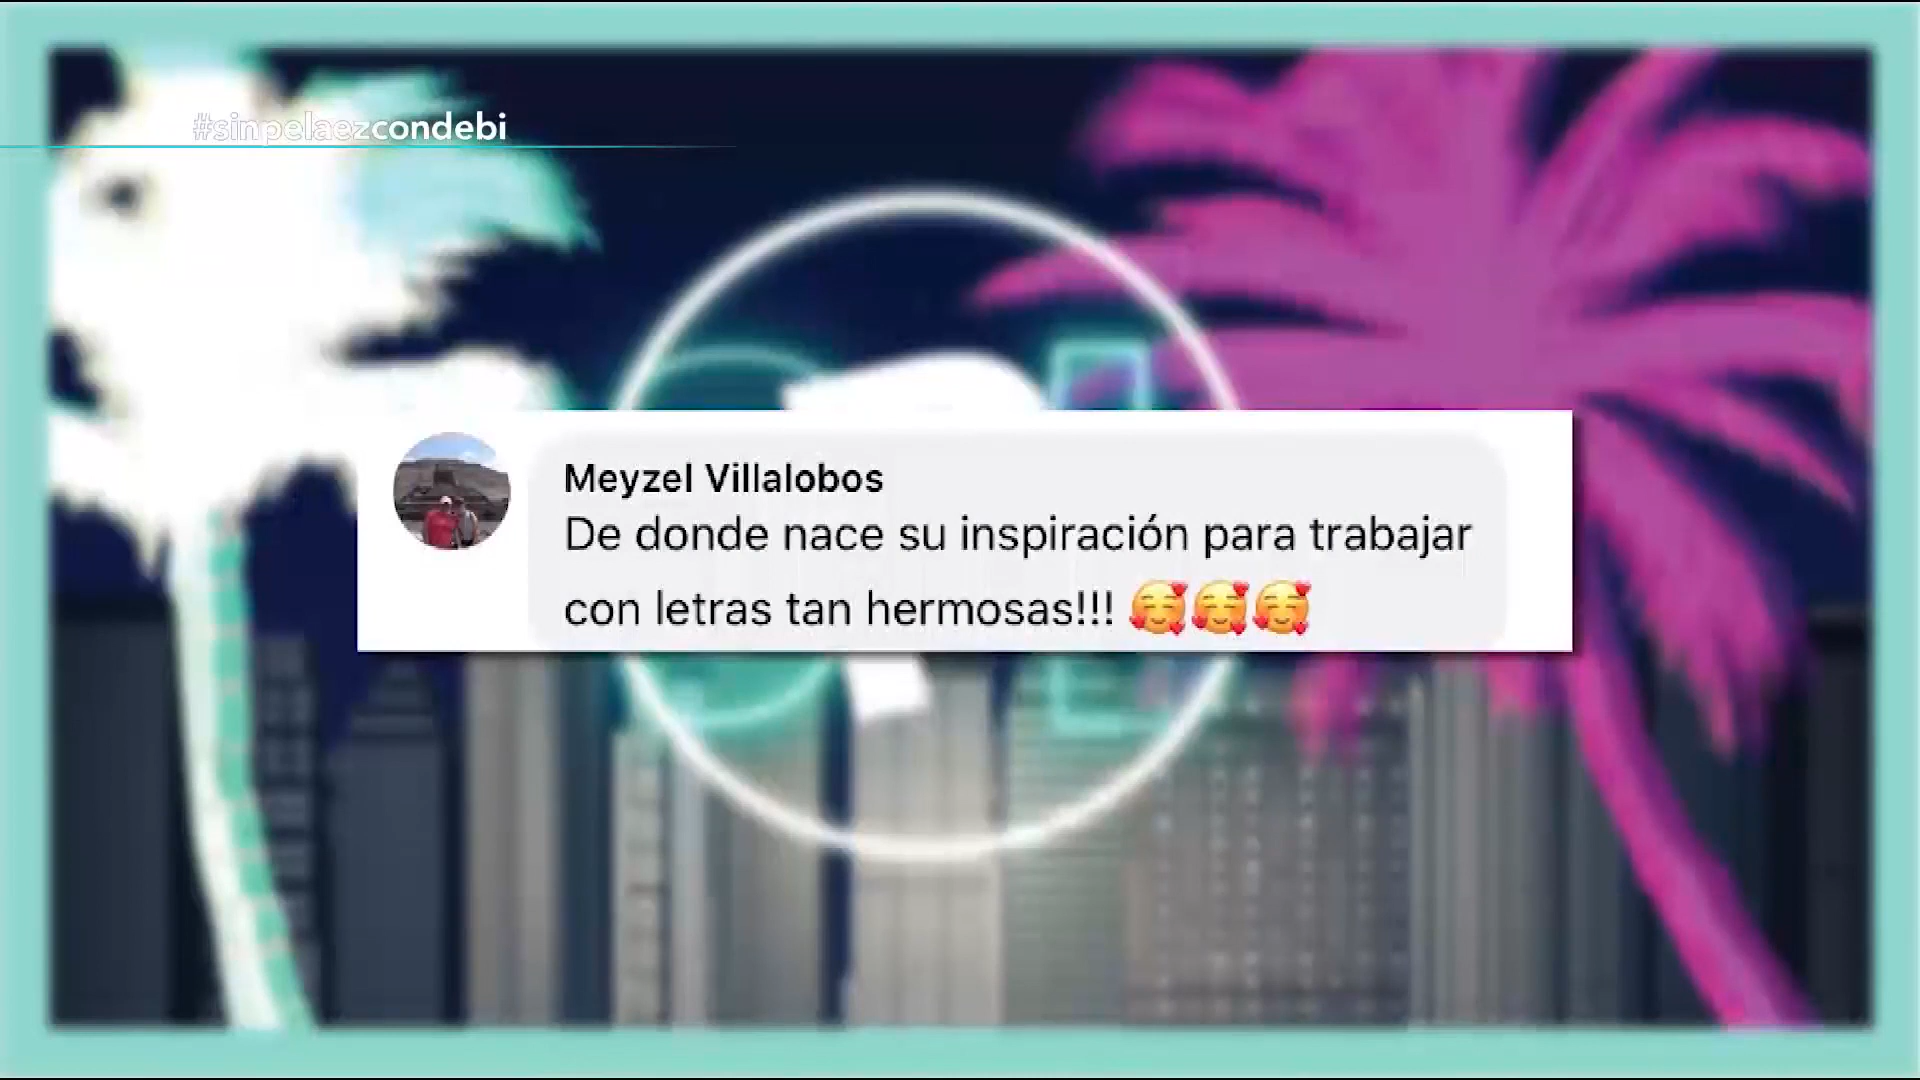 #sinpelaezcondebi
Meyzel Villalobos
De donde nace su inspiración para trabajar
con letras tan hermosas!!! 🥰🥰🥰